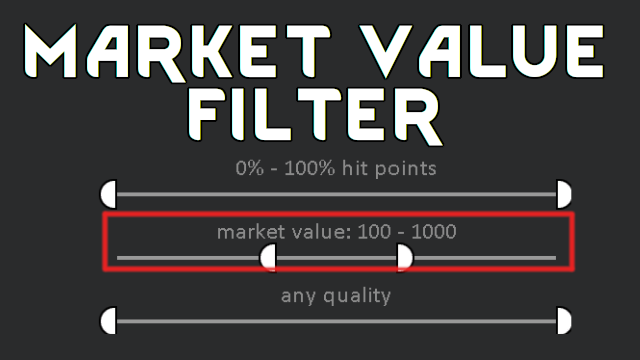 MARKET VALUE
FILTER
0% - 100% hit points
market value: 100 - 1000
any quality